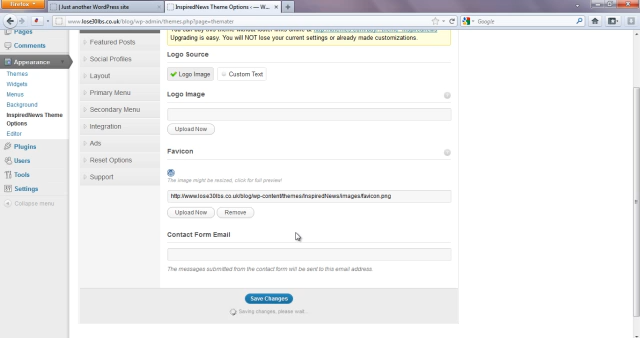 Firefox
Just another WordPress site
InspiredNews Theme Options ‹ — W...
www.lose30lbs.co.uk/blog/wp-admin/themes.php?page=themater
Google
Pages
Comments
Appearance
Themes
Widgets
Menus
Background
InspiredNews Theme
Options
Editor
Plugins
Users
Tools
Settings
Collapse menu
Featured Posts
Social Profiles
Layout
Primary Menu
Secondary Menu
Integration
Ads
Reset Options
Support
Upgrading is easy. You will NOT lose your current settings or already made customizations.
Logo Source
Logo Image
Custom Text
Logo Image
Upload Now
Favicon
The image might be resized, click for full preview
http://www.lose30lbs.co.uk/blog/wp-content/themes/InspiredNews/images/favicon.png
Upload Now
Remove
Contact Form Email
The messages submitted from the contact form will be sent to this email address.
Save Changes
Saving changes, please wait...